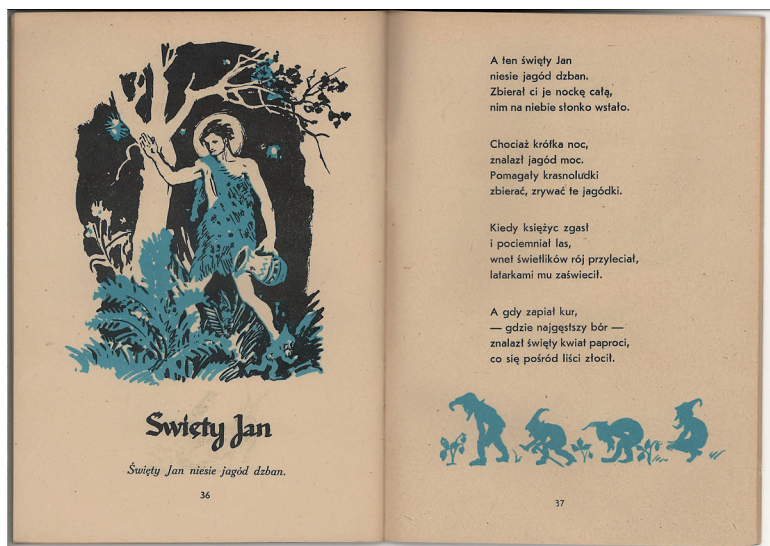 Święty Jan
Święty Jan niesie jagód dzban.
36
A ten święty Jan
niesie jagód dzban.
Zbierał ci je nockę całą,
nim na niebie słonko wstało.
Chociaż krótka noc,
znalazł jagód moc.
Pomagały krasnoludki
zbierać, zrywać te jagódki.
Kiedy księżyc zgasł
i pociemniał las,
wnet świetlików rój przyleciał,
latarkami mu zaświecił.
A gdy zapiał kur,
— gdzie najgęstszy bór —
znalazł święty kwiat paproci,
co się pośród liści złocił.
37